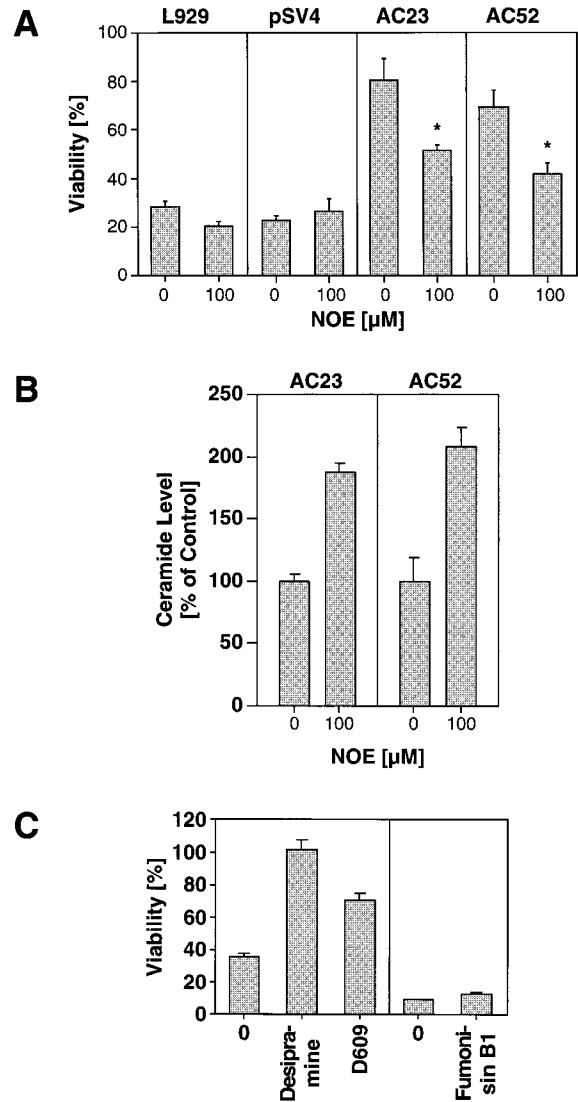 A
L929 pSV4 AC23 AC52
Viability [%]
100
80
60
40
20
0
* *
0 100 0 100 0 100 0 100
NOE [µM]
B
AC23 AC52
Ceramide Level
[% of Control]
250
200
150
100
50
0
0 100 0 100
NOE [µM]
C
Viability [%]
120
100
80
60
40
20
0
0
Desipra-
mine
D609
0
Fumoni-
sin B1